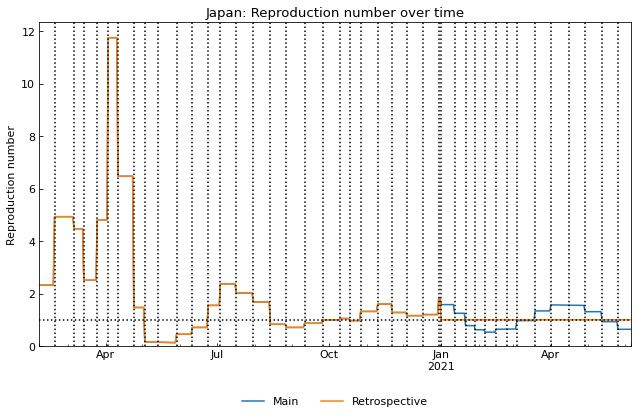 Japan: Reproduction number over time
Reproduction number
12
10
8
6
4
2
0
Apr
Jul
Oct
Jan
2021
Apr
Main
Retrospective